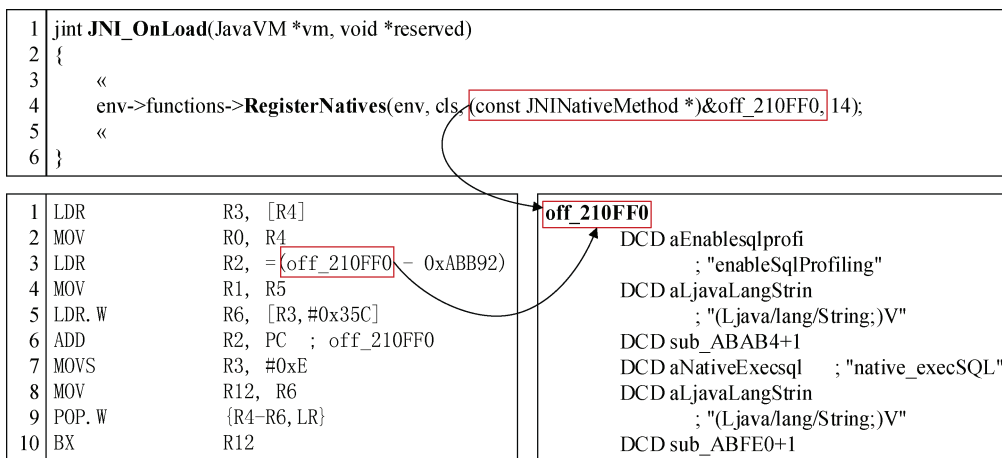 1 jint JNI_OnLoad(JavaVM *vm, void *reserved)
2 {
3 «
4 env->functions->RegisterNatives(env, cls, (const JNINativeMethod *)&off_210FF0, 14);
5 «
6 }
1 LDR R3, [R4]
2 MOV R0, R4
3 LDR R2, =(off_210FF0 - 0xABB92)
4 MOV R1, R5
5 LDR.W R6, [R3,#0x35C]
6 ADD R2, PC ; off_210FF0
7 MOVS R3, #0xE
8 MOV R12, R6
9 POP.W {R4-R6,LR}
10 BX R12
off_210FF0
DCD aEnablesqlprofi
; "enableSqlProfiling"
DCD aLjavaLangStrin
; "(Ljava/lang/String;)V"
DCD sub_ABAB4+1
DCD aNativeExecsql ; "native_execSQL"
DCD aLjavaLangStrin
; "(Ljava/lang/String;)V"
DCD sub_ABFE0+1